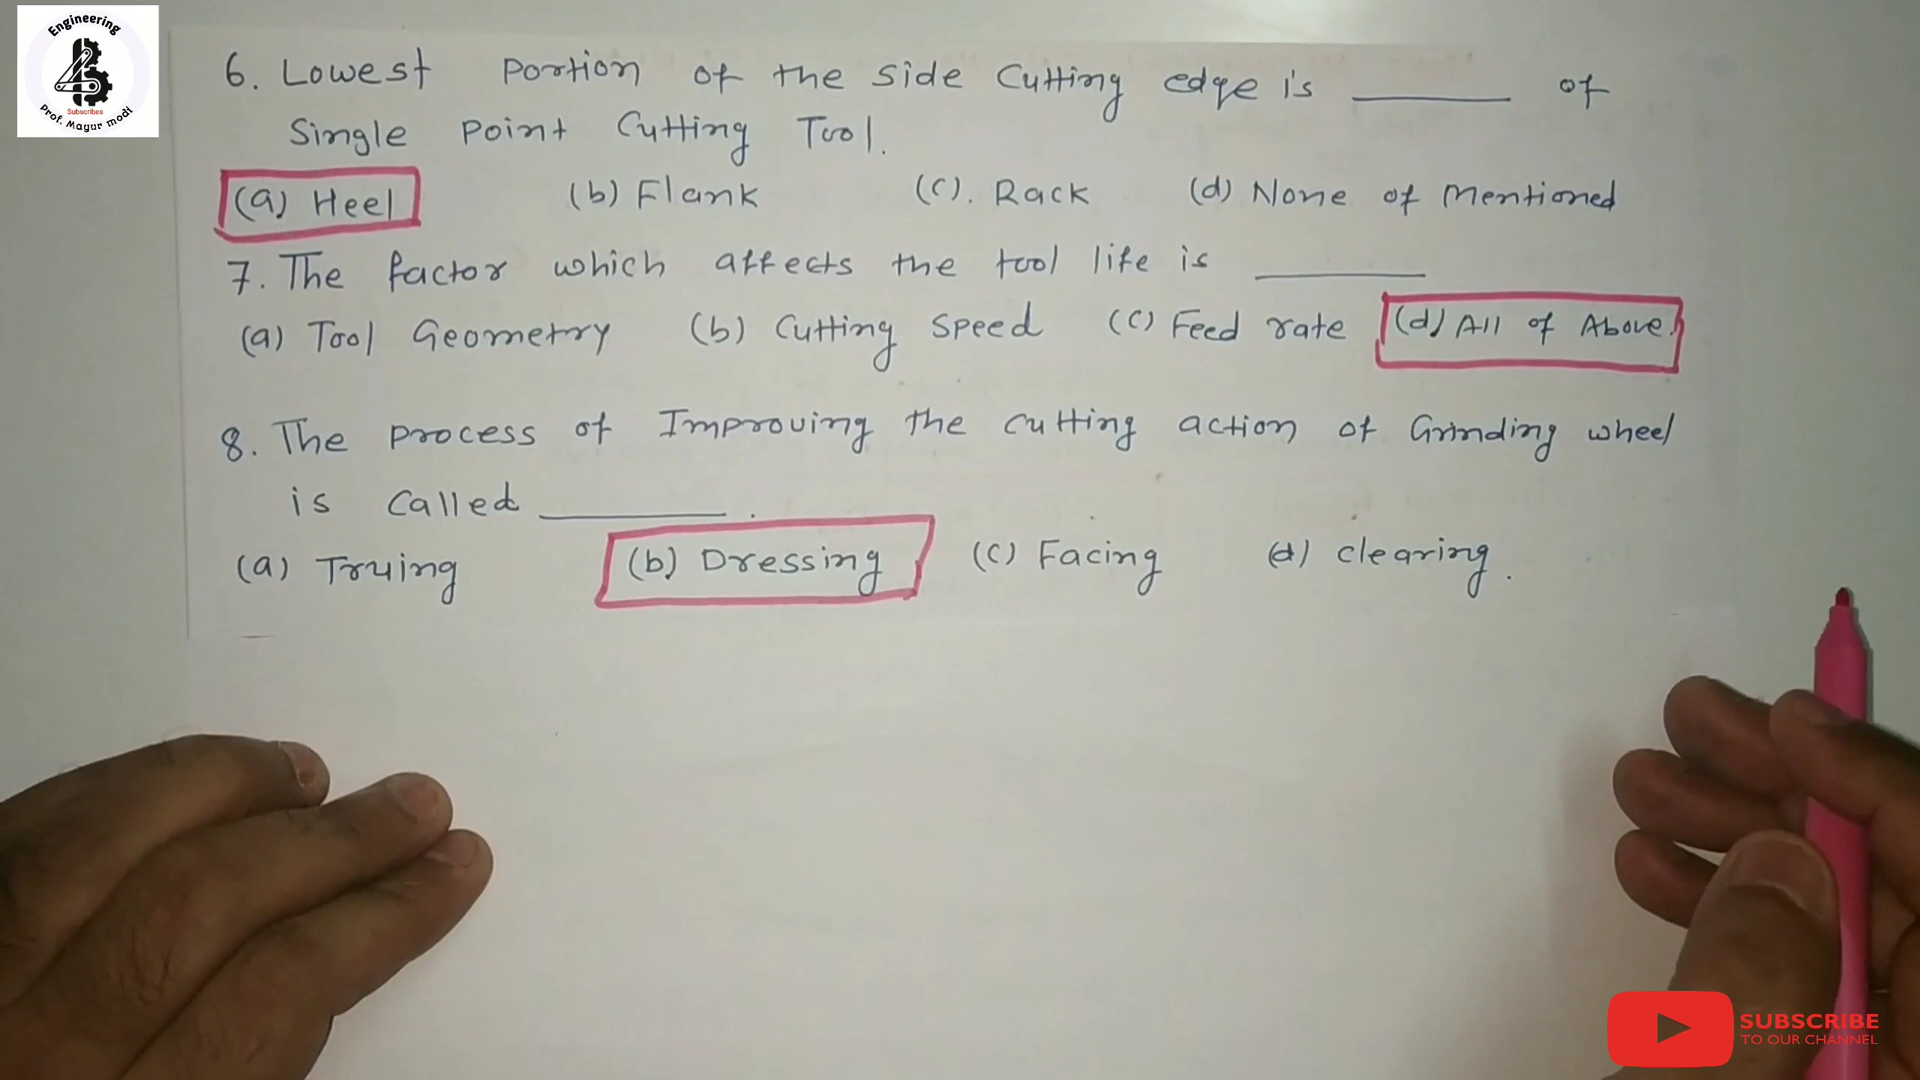 Engineering
Subscribes
Prof. Mayur modi
6. Lowest Portion of the side Cutting edge is ______ of
Single Point Cutting Tool.
(a) Heel (b) Flank (c). Rack (d) None of Mentioned
7. The factor which affects the tool life is ______
(a) Tool Geometry (b) Cutting Speed (c) Feed rate (d) All of Above.
8. The process of Improving the cutting action of Grinding wheel
is Called ______ .
(a) Truing (b) Dressing (c) Facing (d) clearing.
SUBSCRIBE
TO OUR CHANNEL